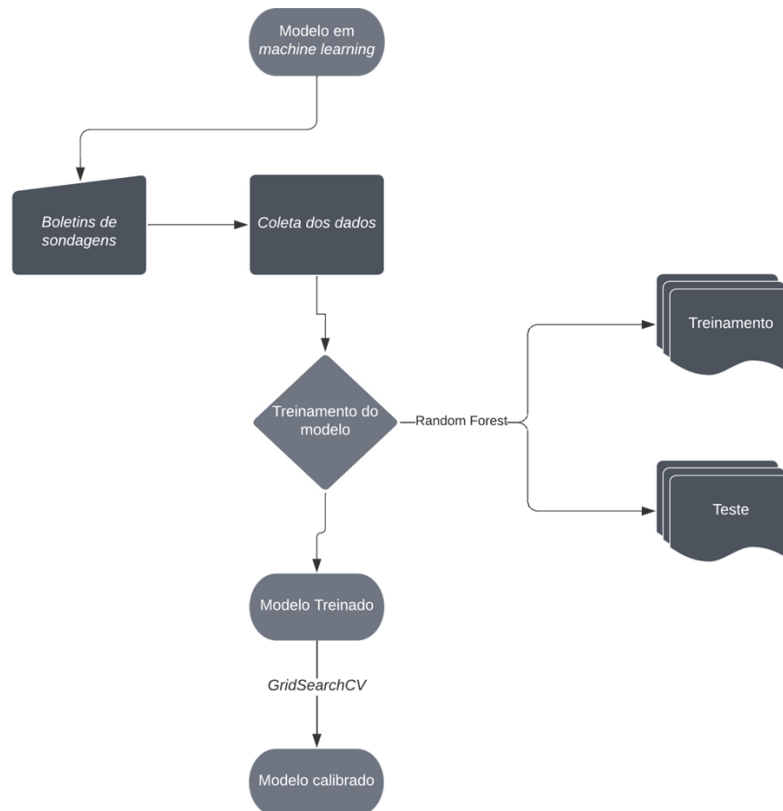 Modelo em
machine learning
Boletins de
sondagens
Coleta dos dados
Treinamento do
modelo
Random Forest
Treinamento
Teste
Modelo Treinado
GridSearchCV
Modelo calibrado